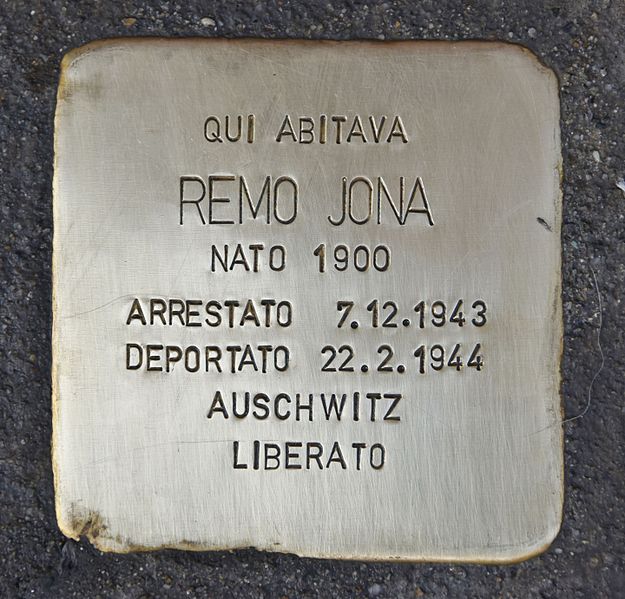 QUI ABITAVA
REMO JONA
NATO 1900
ARRESTATO 7.12.1943
DEPORTATO 22.2.1944
AUSCHWITZ
LIBERATO